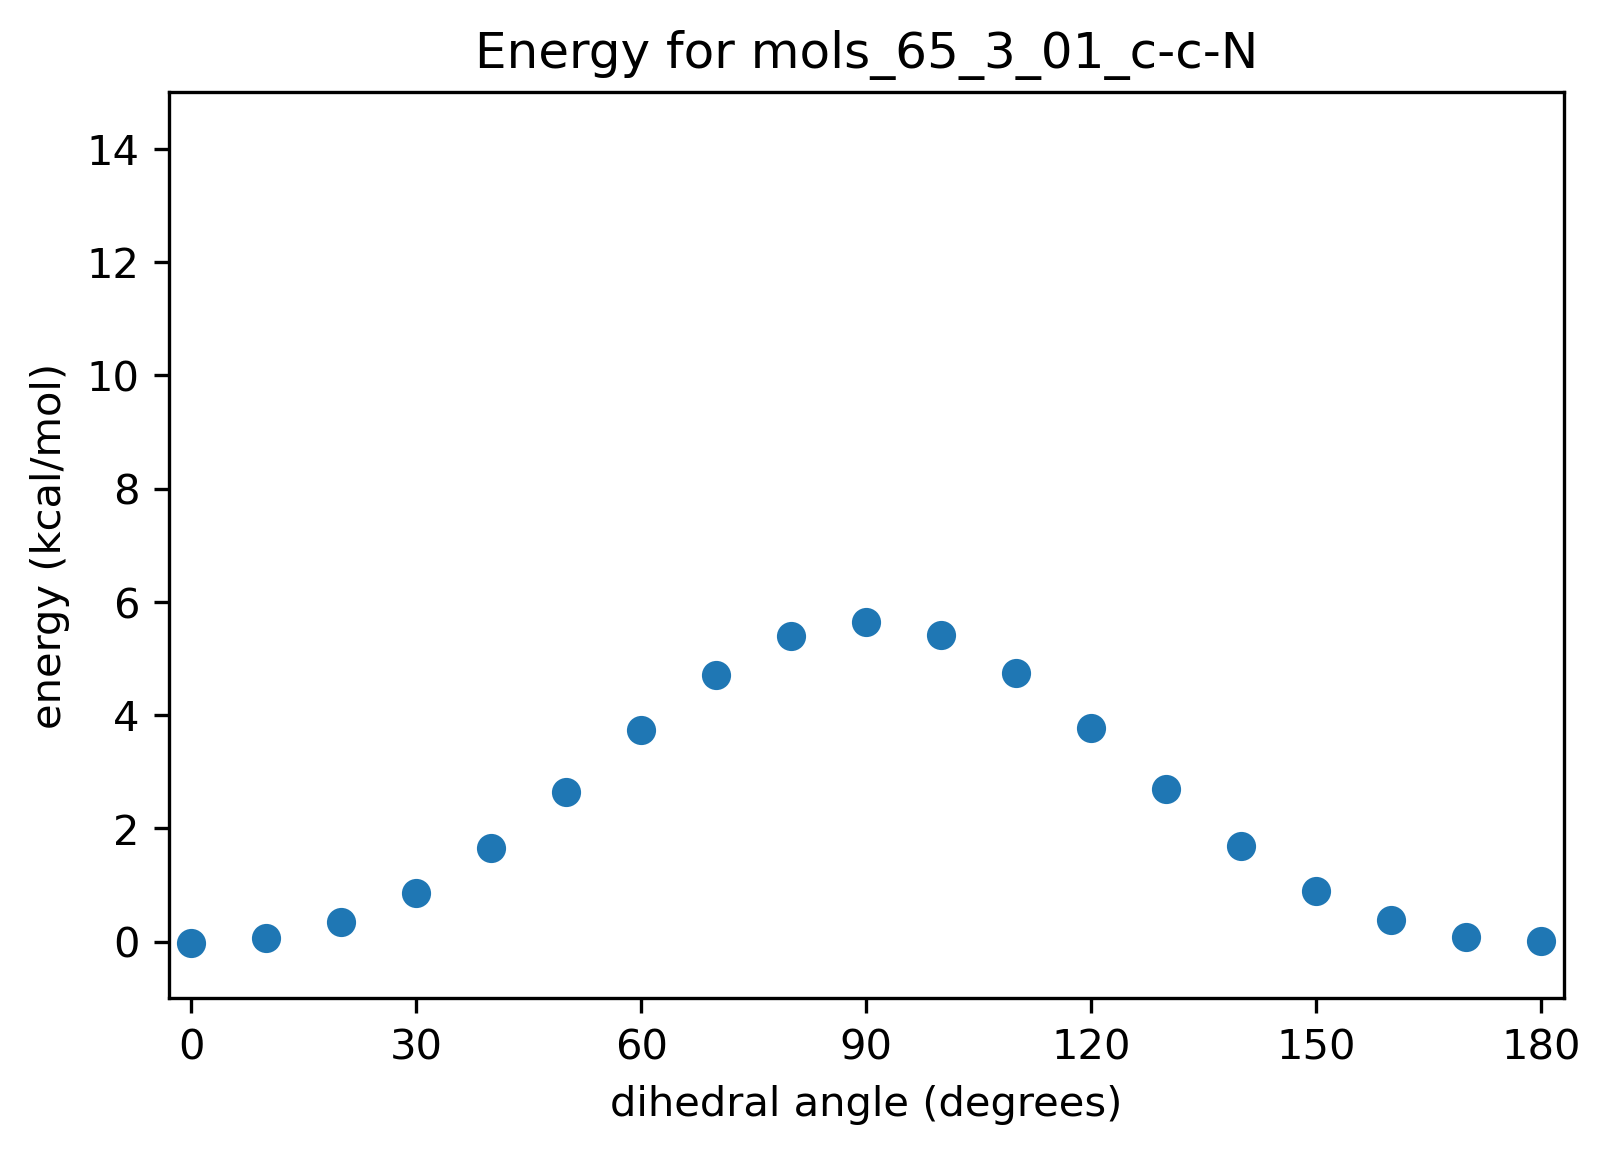 Energy for mols_65_3_01_c-c-N
14
12
10
8
6
4
2
0
energy (kcal/mol)
0 30 60 90 120 150 180
dihedral angle (degrees)